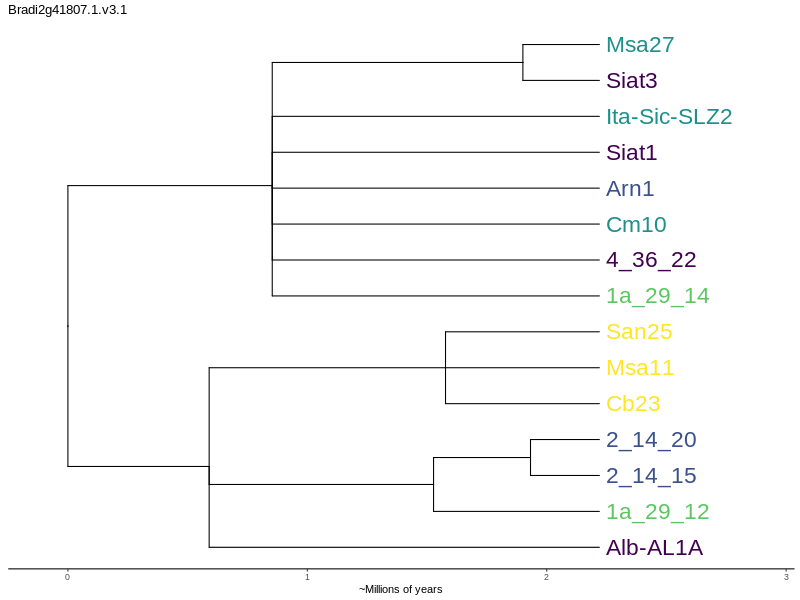 Bradi2g41807.1.v3.1
Msa27
Siat3
Ita-Sic-SLZ2
Siat1
Arn1
Cm10
4_36_22
1a_29_14
San25
Msa11
Cb23
2_14_20
2_14_15
1a_29_12
Alb-AL1A
0 1 2 3
~Millions of years